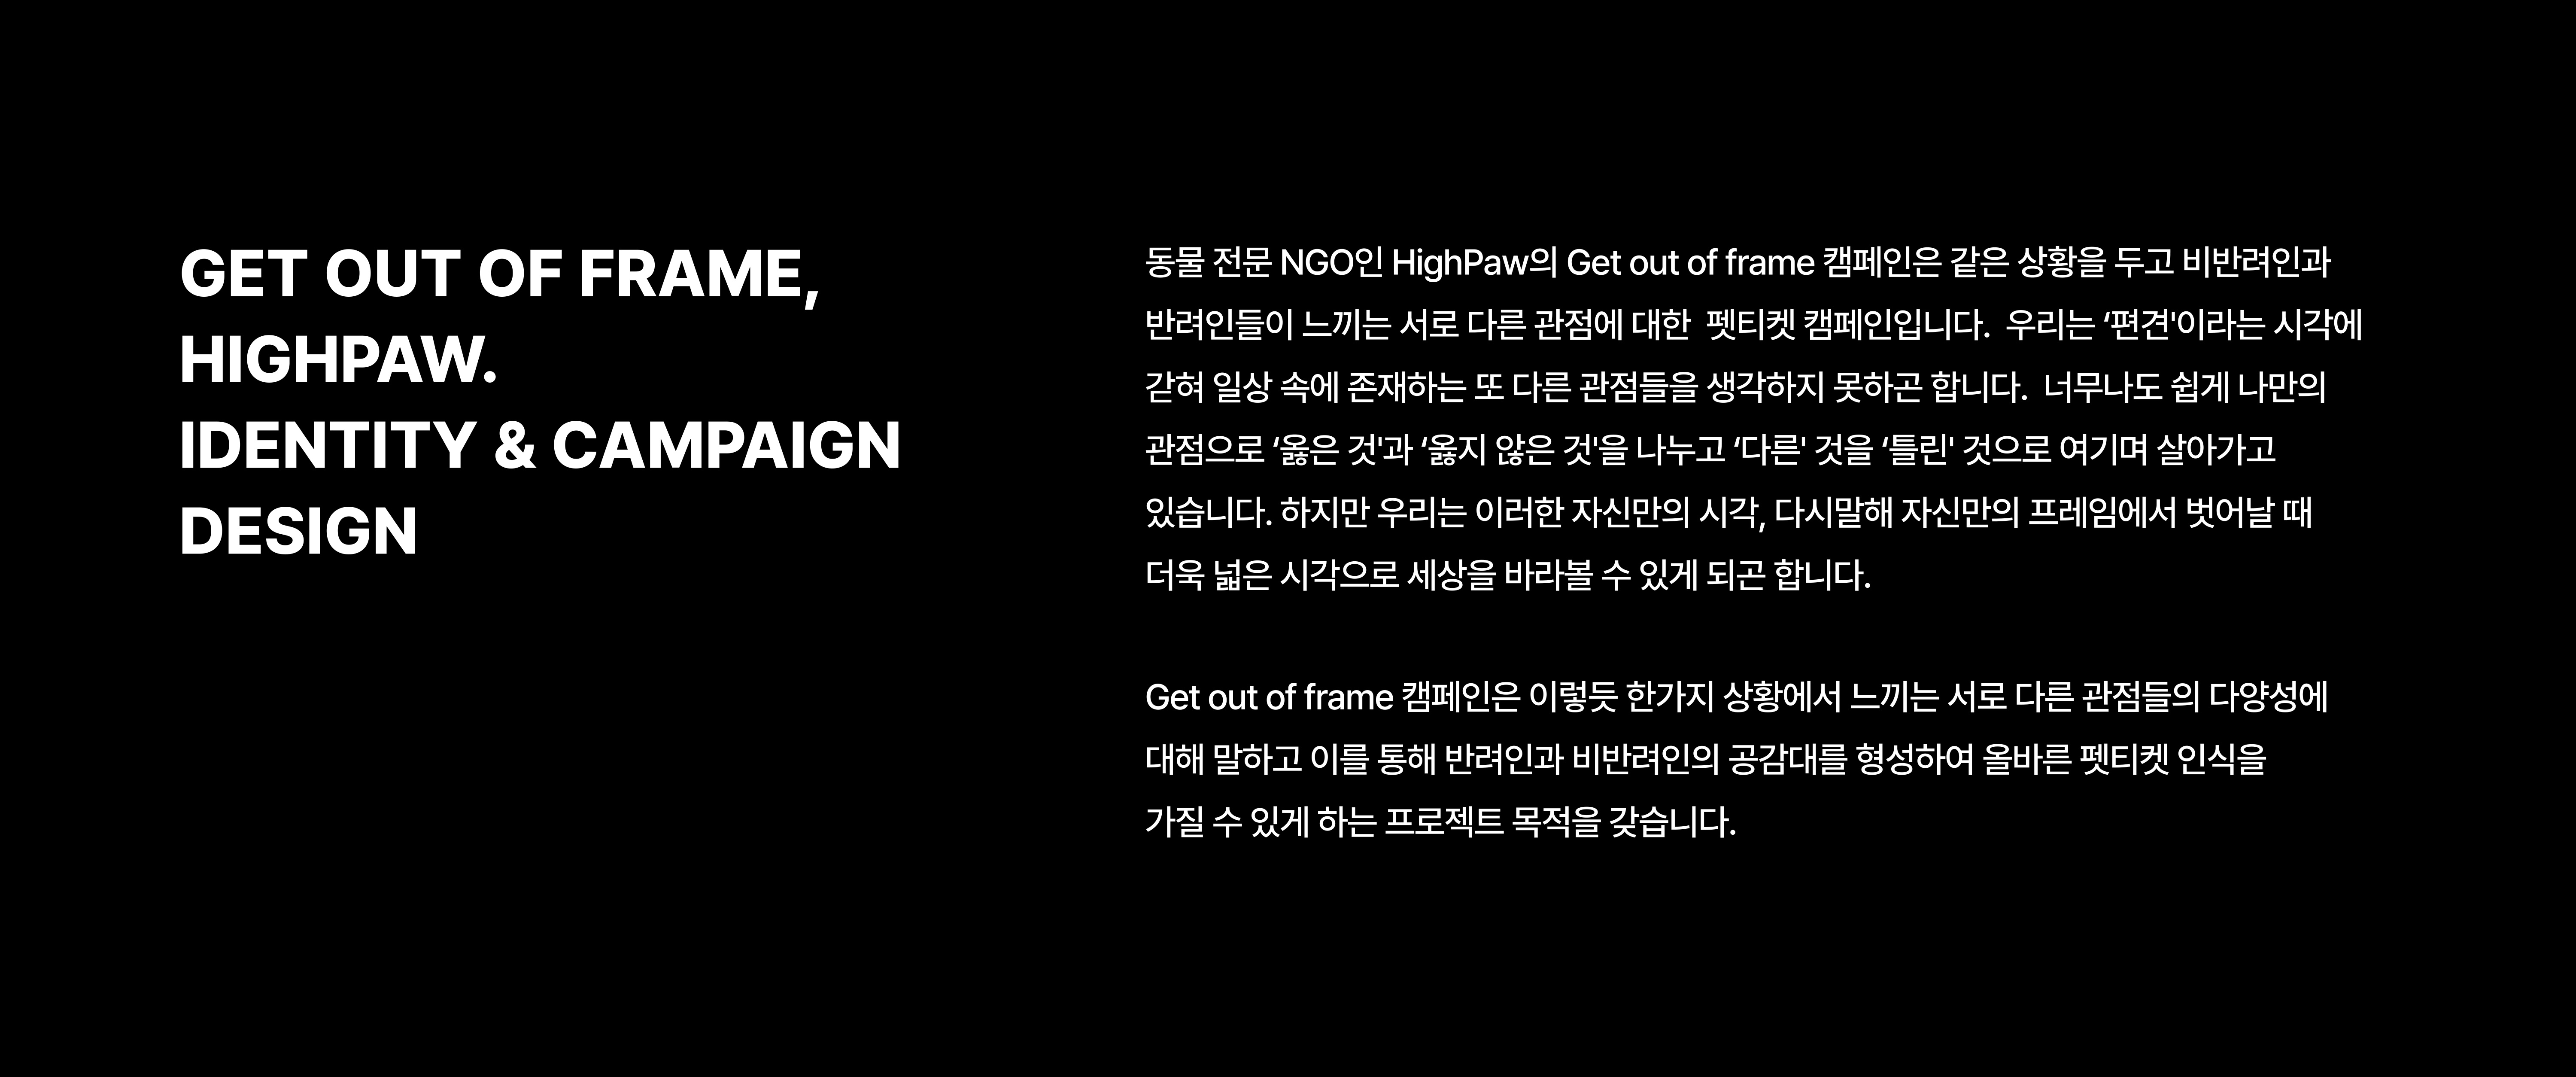 GET OUT OF FRAME,
HIGHPAW.
IDENTITY & CAMPAIGN
DESIGN
동물 전문 NGO인 HighPaw의 Get out of frame 캠페인은 같은 상황을 두고 비반려인과
반려인들이 느끼는 서로 다른 관점에 대한  펫티켓 캠페인입니다.  우리는 ‘편견'이라는 시각에
갇혀 일상 속에 존재하는 또 다른 관점들을 생각하지 못하곤 합니다.  너무나도 쉽게 나만의
관점으로 ‘옳은 것'과 ‘옳지 않은 것'을 나누고 ‘다른' 것을 ‘틀린' 것으로 여기며 살아가고
있습니다. 하지만 우리는 이러한 자신만의 시각, 다시말해 자신만의 프레임에서 벗어날 때
더욱 넓은 시각으로 세상을 바라볼 수 있게 되곤 합니다.
Get out of frame 캠페인은 이렇듯 한가지 상황에서 느끼는 서로 다른 관점들의 다양성에
대해 말하고 이를 통해 반려인과 비반려인의 공감대를 형성하여 올바른 펫티켓 인식을
가질 수 있게 하는 프로젝트 목적을 갖습니다.